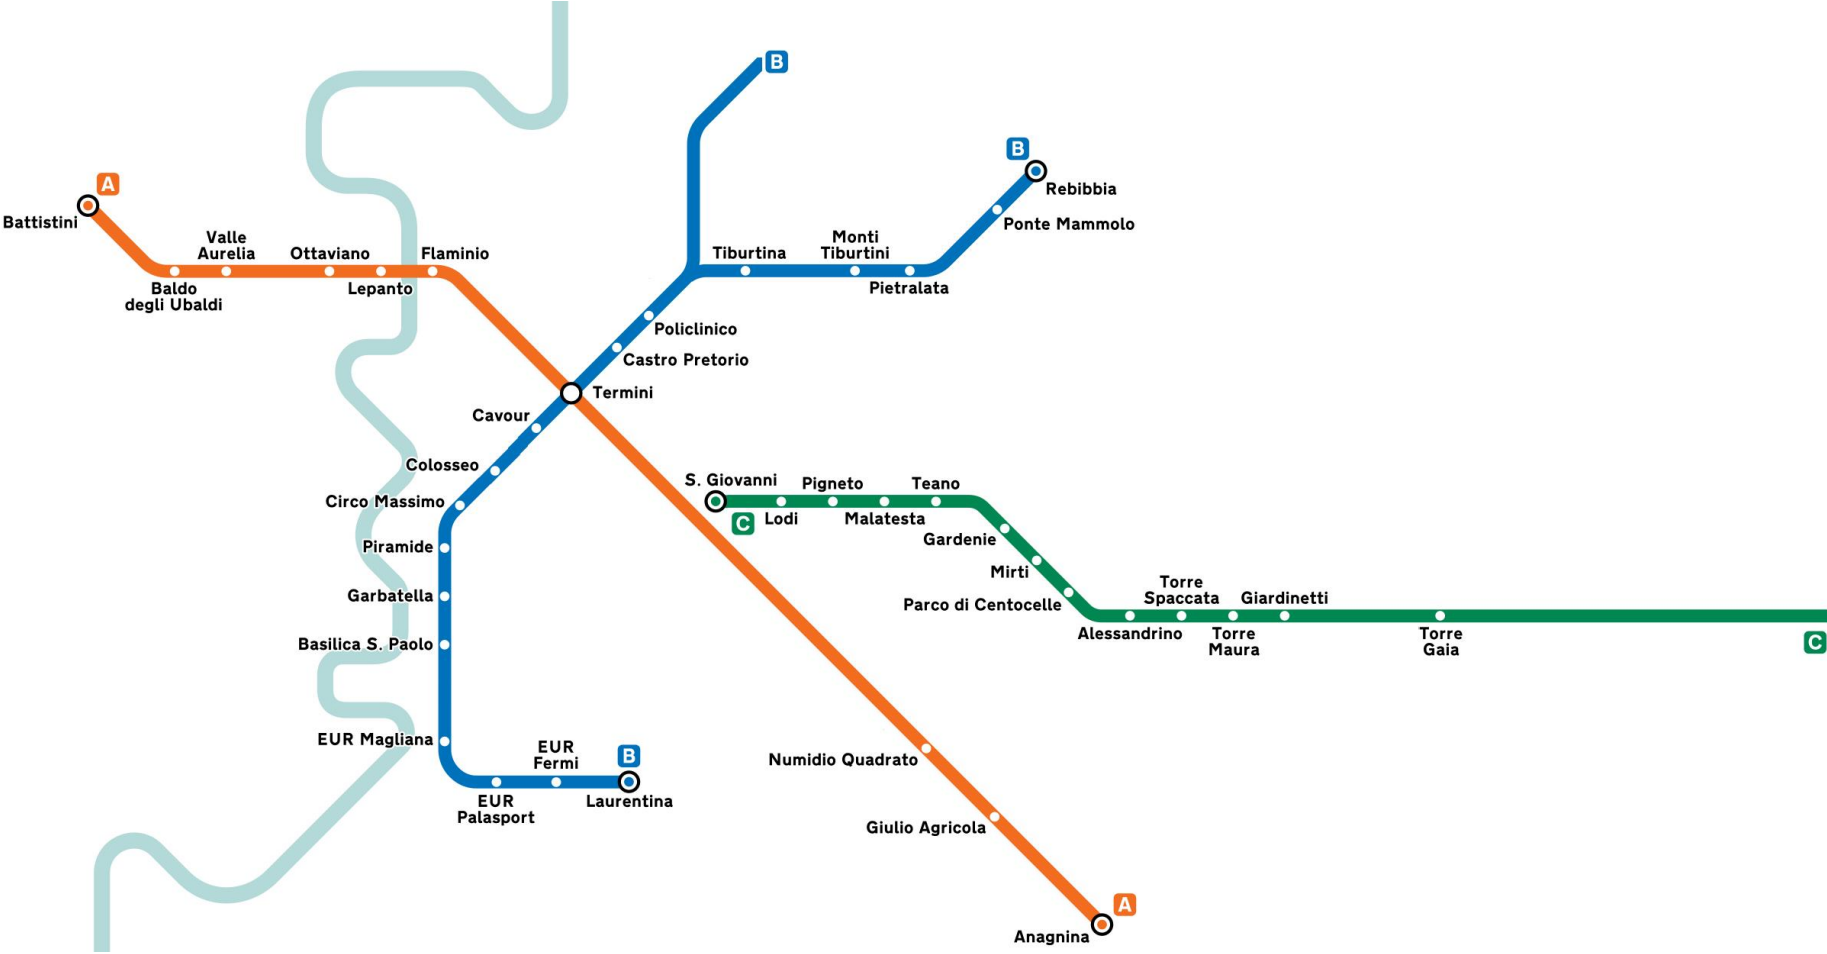 B
B
Rebibbia
Ponte Mammolo
A
Battistini
Valle
Aurelia
Ottaviano
Flaminio
Baldo
degli Ubaldi
Lepanto
Tiburtina
Monti
Tiburtini
Pietralata
Policlinico
Castro Pretorio
Termini
Cavour
Colosseo
Circo Massimo
Piramide
Garbatella
Basilica S. Paolo
EUR Magliana
EUR
Fermi
B
EUR
Palasport
Laurentina
S. Giovanni
Pigneto
Teano
C
Lodi
Malatesta
Gardenie
Mirti
Parco di Centocelle
Torre
Spaccata
Giardinetti
Alessandrino
Torre
Maura
Torre
Gaia
C
Numidio Quadrato
Giulio Agricola
A
Anagnina